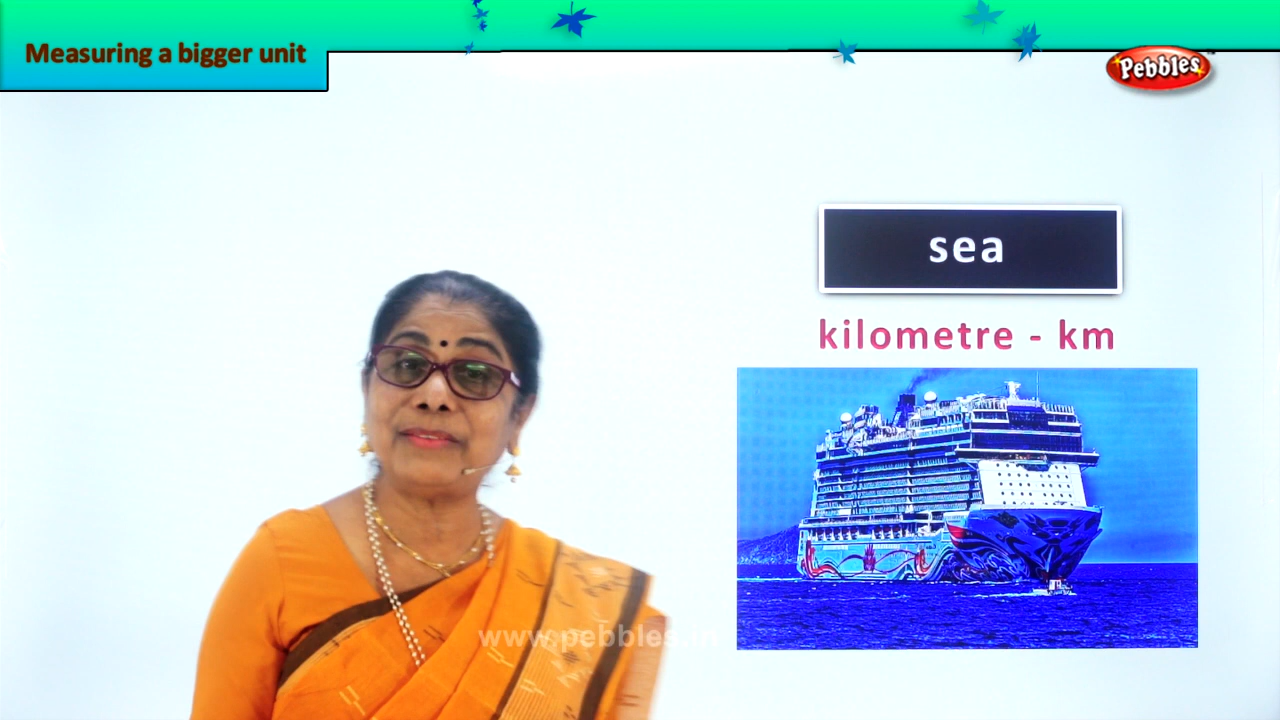 Measuring a bigger unit
Pebbles
sea
kilometre - km
www.pebbles.in